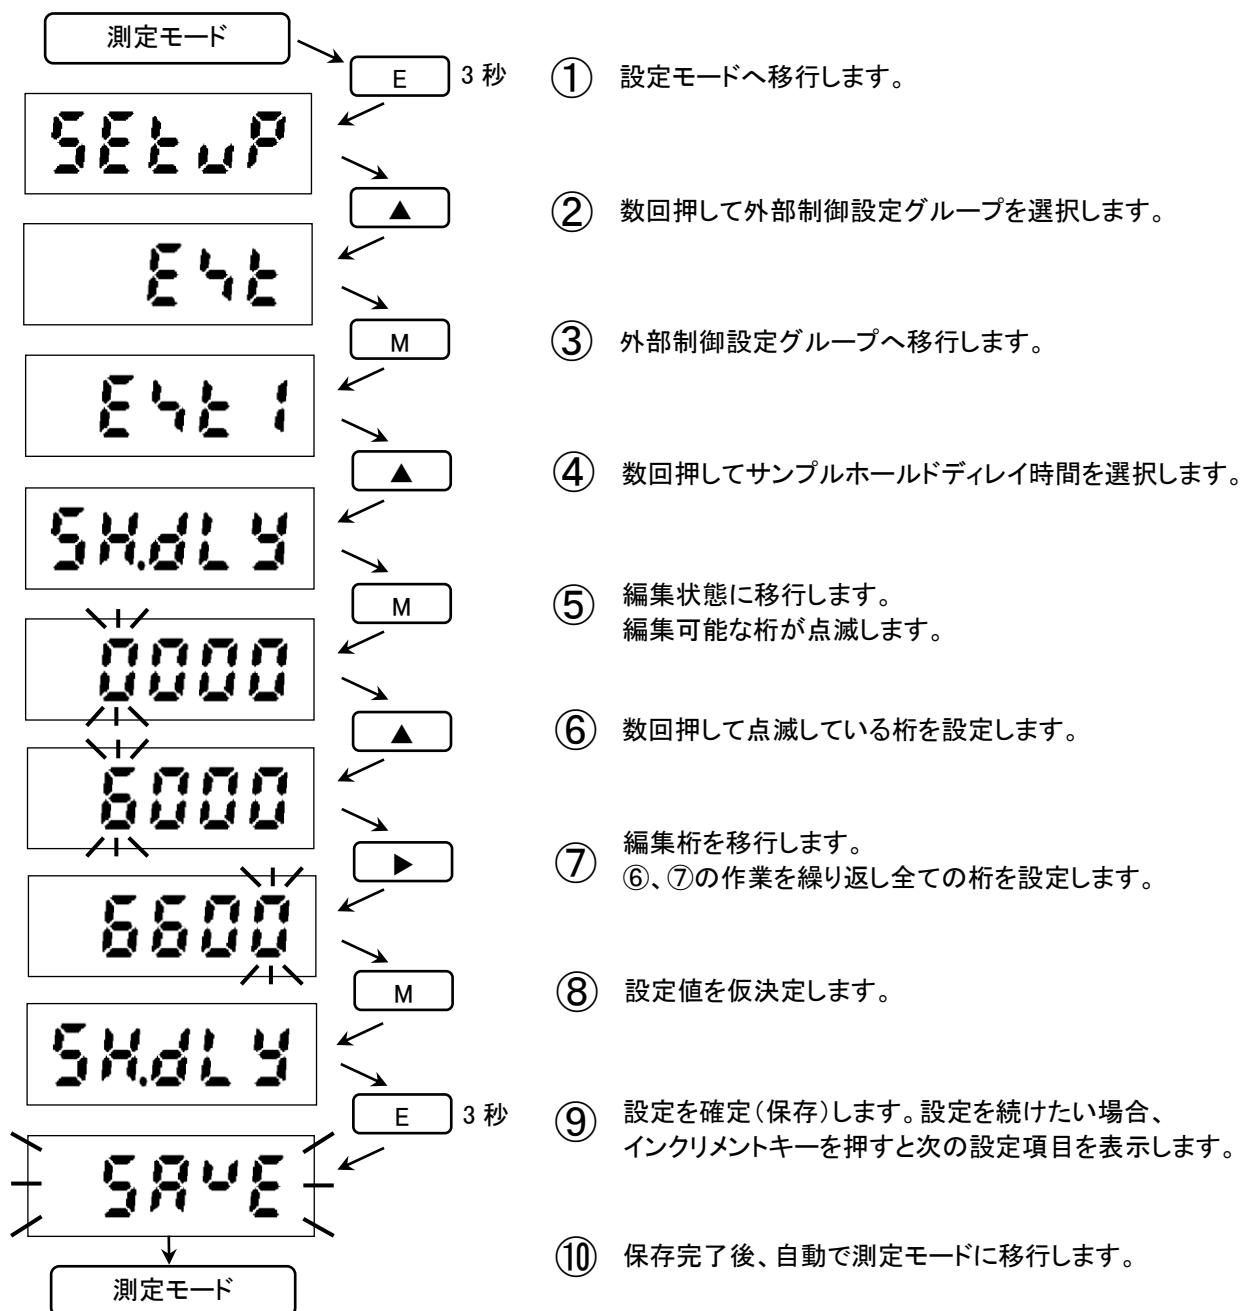 測定モード
E 3 秒 ① 設定モードへ移行します。
SEtuP
▲ ② 数回押して外部制御設定グループを選択します。
Ext
M ③ 外部制御設定グループへ移行します。
Ext 1
▲ ④ 数回押してサンプルホールドディレイ時間を選択します。
SH.dLY
M ⑤ 編集状態に移行します。
編集可能な桁が点滅します。
0000
▲ ⑥ 数回押して点滅している桁を設定します。
6000
▶ ⑦ 編集桁を移行します。
⑥、⑦の作業を繰り返し全ての桁を設定します。
6600
M ⑧ 設定値を仮決定します。
SH.dLY
E 3 秒 ⑨ 設定を確定(保存)します。設定を続けたい場合、
インクリメントキーを押すと次の設定項目を表示します。
SAvE
⑩ 保存完了後、自動で測定モードに移行します。
測定モード